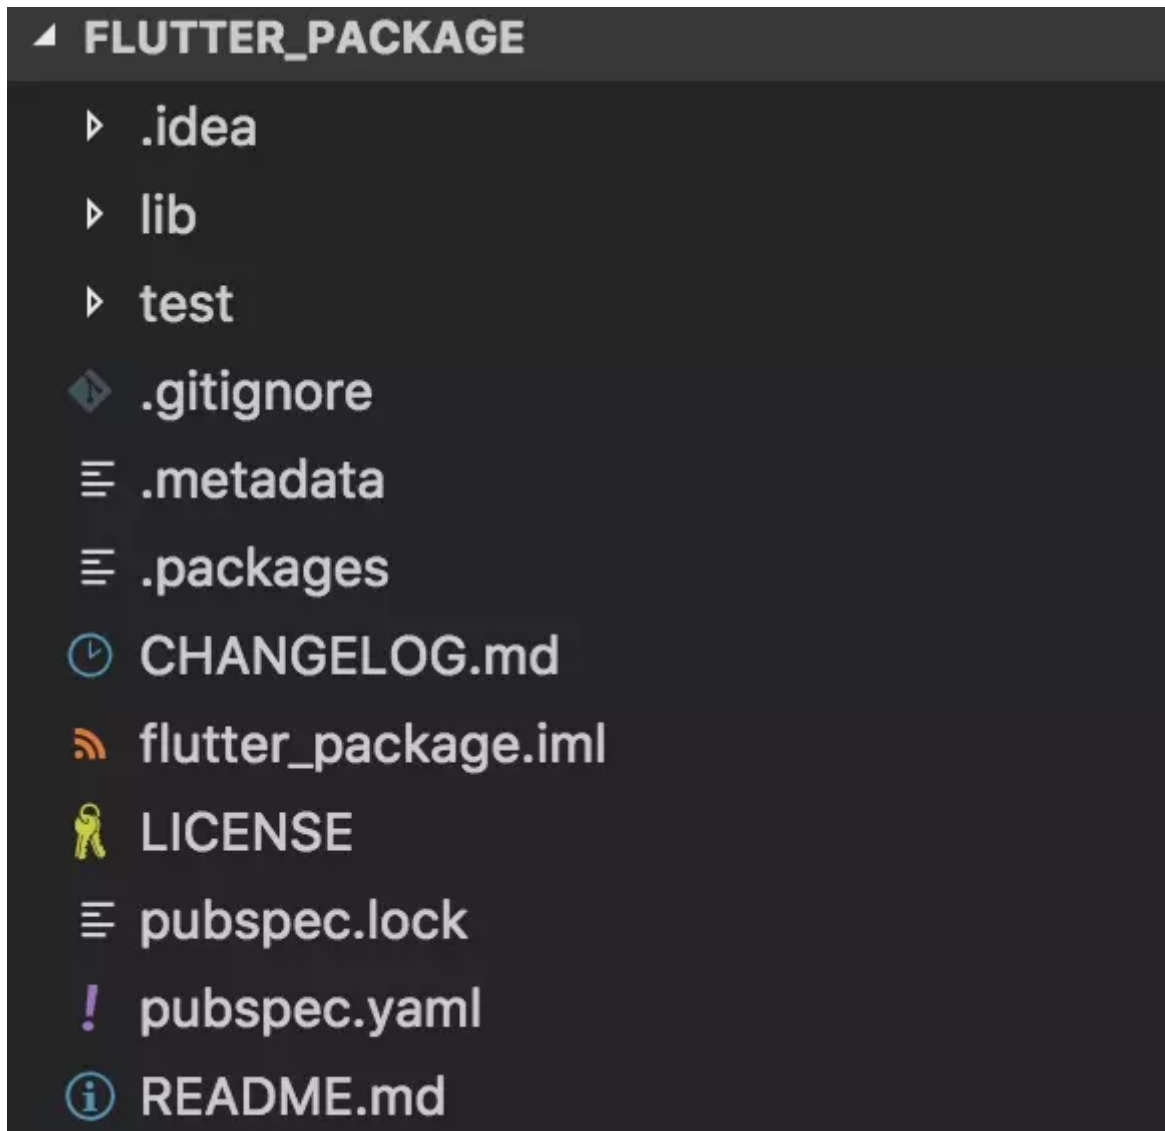 FLUTTER_PACKAGE
.idea
lib
test
.gitignore
.metadata
.packages
CHANGELOG.md
flutter_package.iml
LICENSE
pubspec.lock
pubspec.yaml
README.md